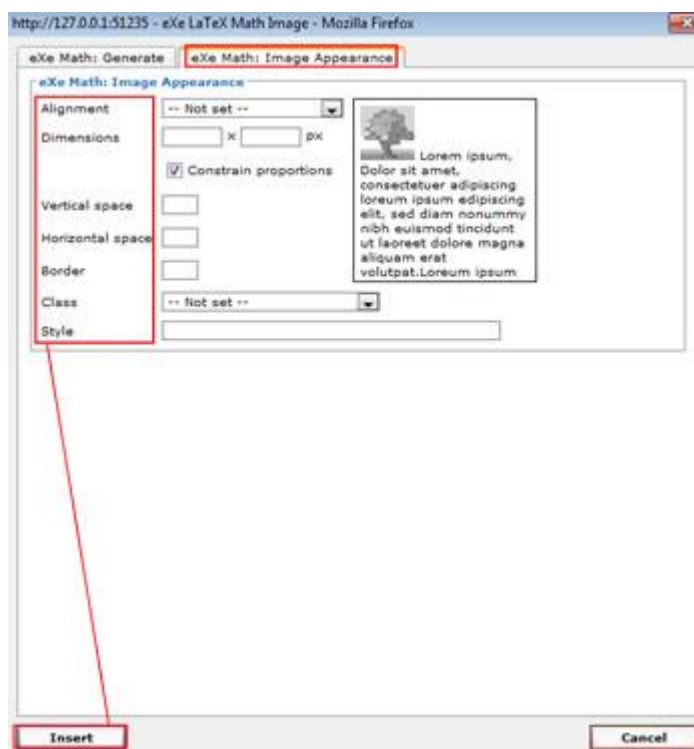 http://127.0.0.1:51235 - eXe LaTeX Math Image - Mozilla Firefox
eXe Math: Generate
eXe Math: Image Appearance
eXe Math: Image Appearance
Alignment
-- Not set --
Dimensions
x
px
Constrain proportions
Vertical space
Horizontal space
Border
Class
-- Not set --
Style
Lorem ipsum,
Dolor sit amet,
consectetuer adipiscing
loreum ipsum edipiscing
elit, sed diam nonummy
nibh euismod tincidunt
ut laoreet dolore magna
aliquam erat
volutpat.Loreum ipsum
Insert
Cancel